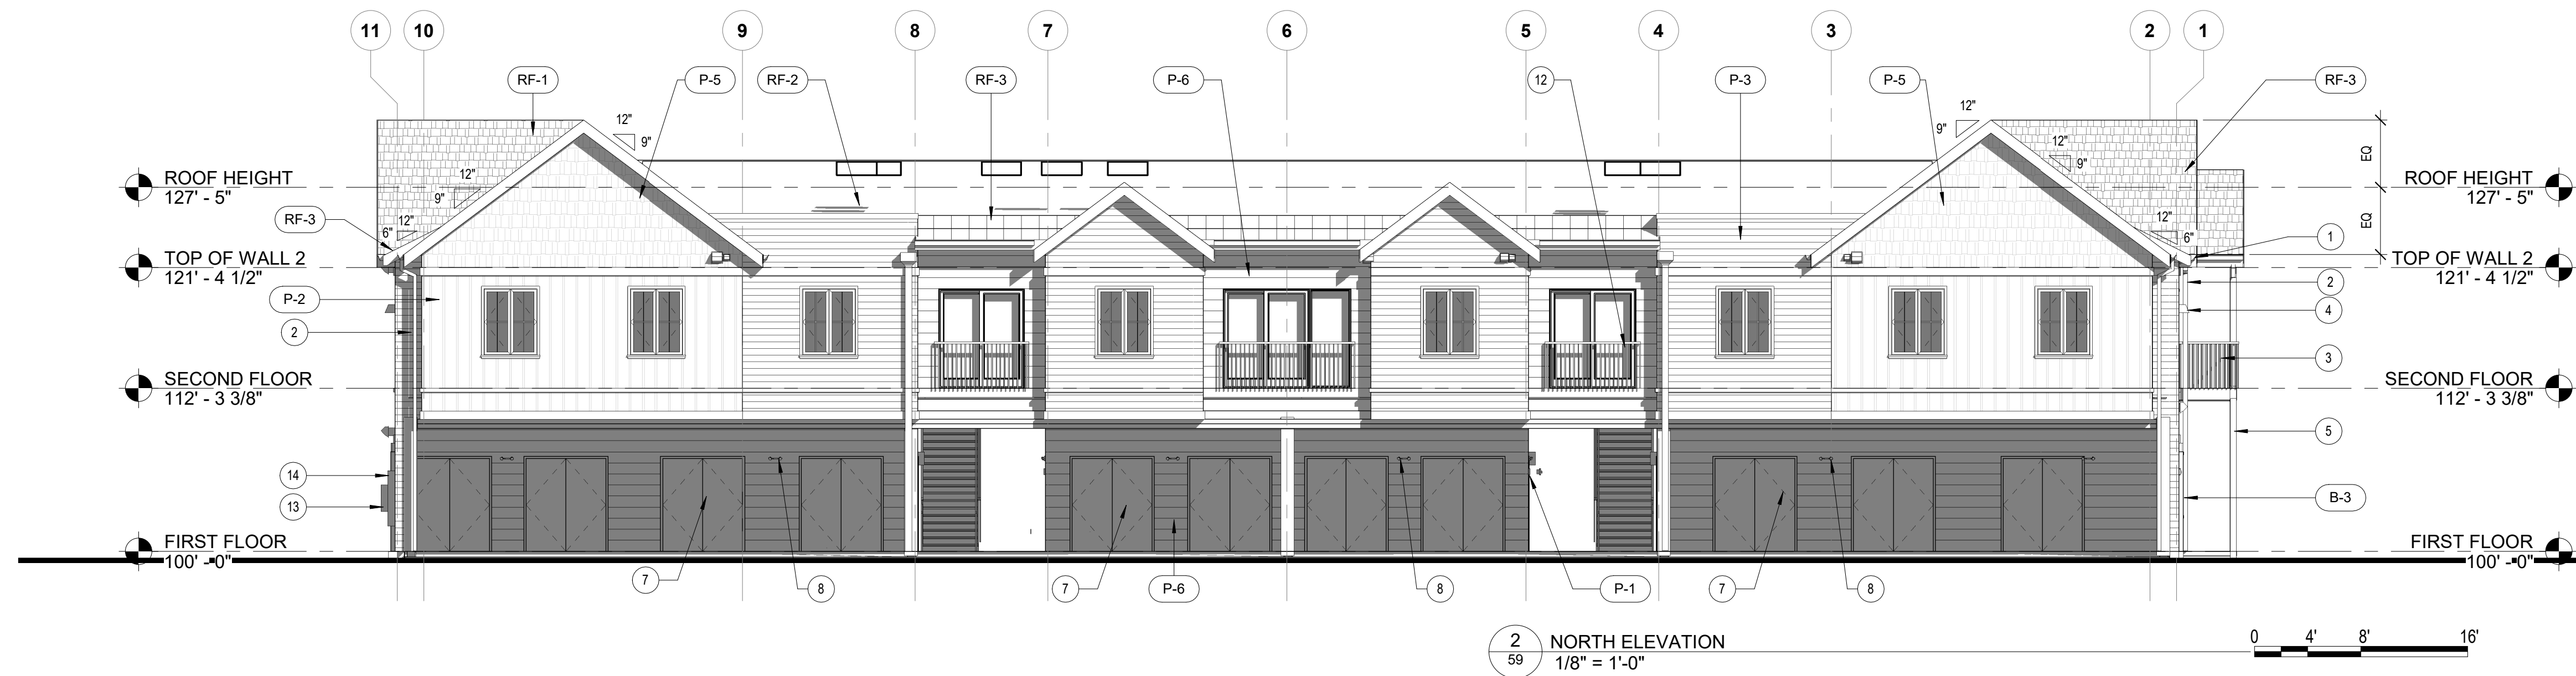 11 10 9 8 7 6 5 4 3 2 1
RF-1 P-5 RF-2 RF-3 P-6 12 P-3 P-5 RF-3
12" 12"
9" 9"
12"
9"
EQ
12"
9"
ROOF HEIGHT
127' - 5"
ROOF HEIGHT
127' - 5"
RF-3
12"
6"
12"
6"
EQ
1
TOP OF WALL 2
121' - 4 1/2"
TOP OF WALL 2
121' - 4 1/2"
P-2
2
2
4
3
SECOND FLOOR
112' - 3 3/8"
SECOND FLOOR
112' - 3 3/8"
5
14
13
B-3
FIRST FLOOR
100' - 0"
FIRST FLOOR
100' - 0"
7 8 7 P-6 8 P-1 7 8
2
59
NORTH ELEVATION
1/8" = 1'-0"
0 4' 8' 16'